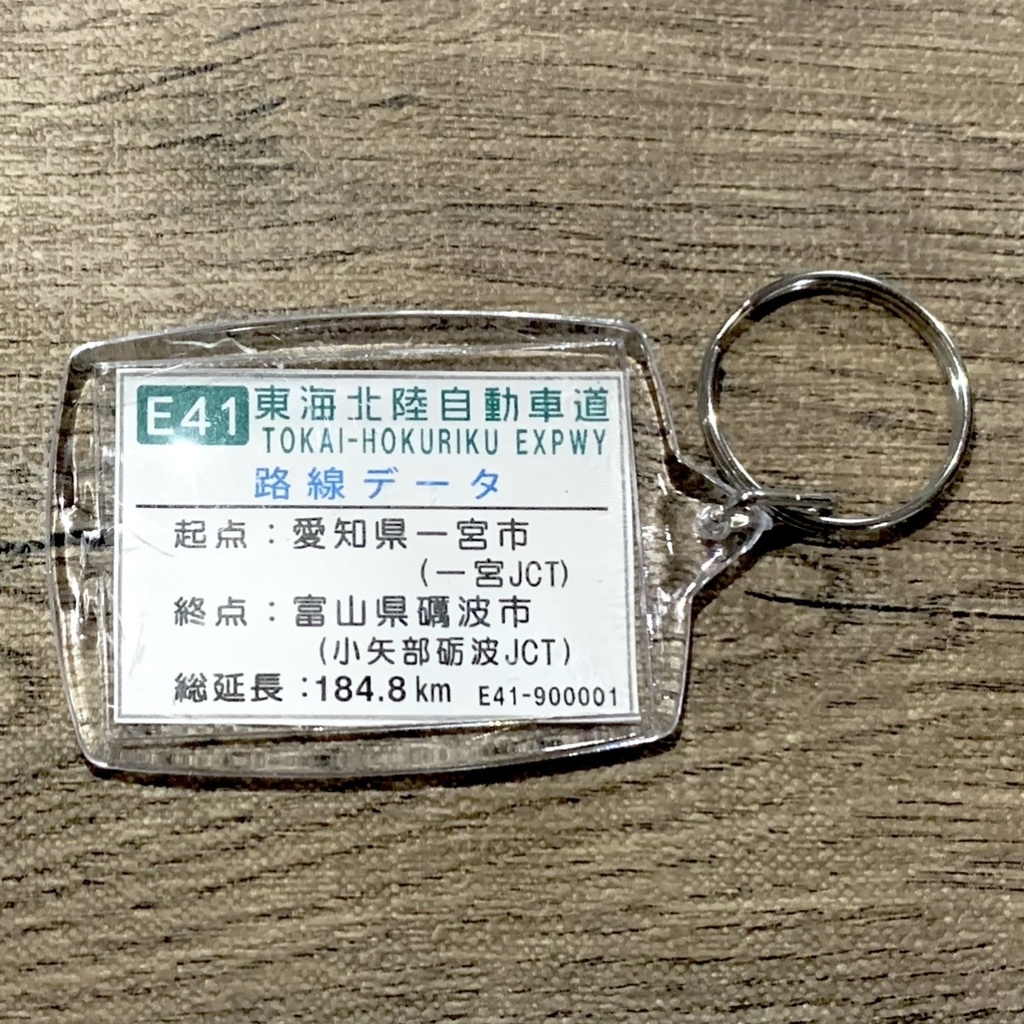 E41 東海北陸自動車道
TOKAI-HOKURIKU EXPWY
路線データ
起点：愛知県一宮市
(一宮JCT)
終点：富山県礪波市
(小矢部砺波JCT)
総延長：184.8km E41-900001